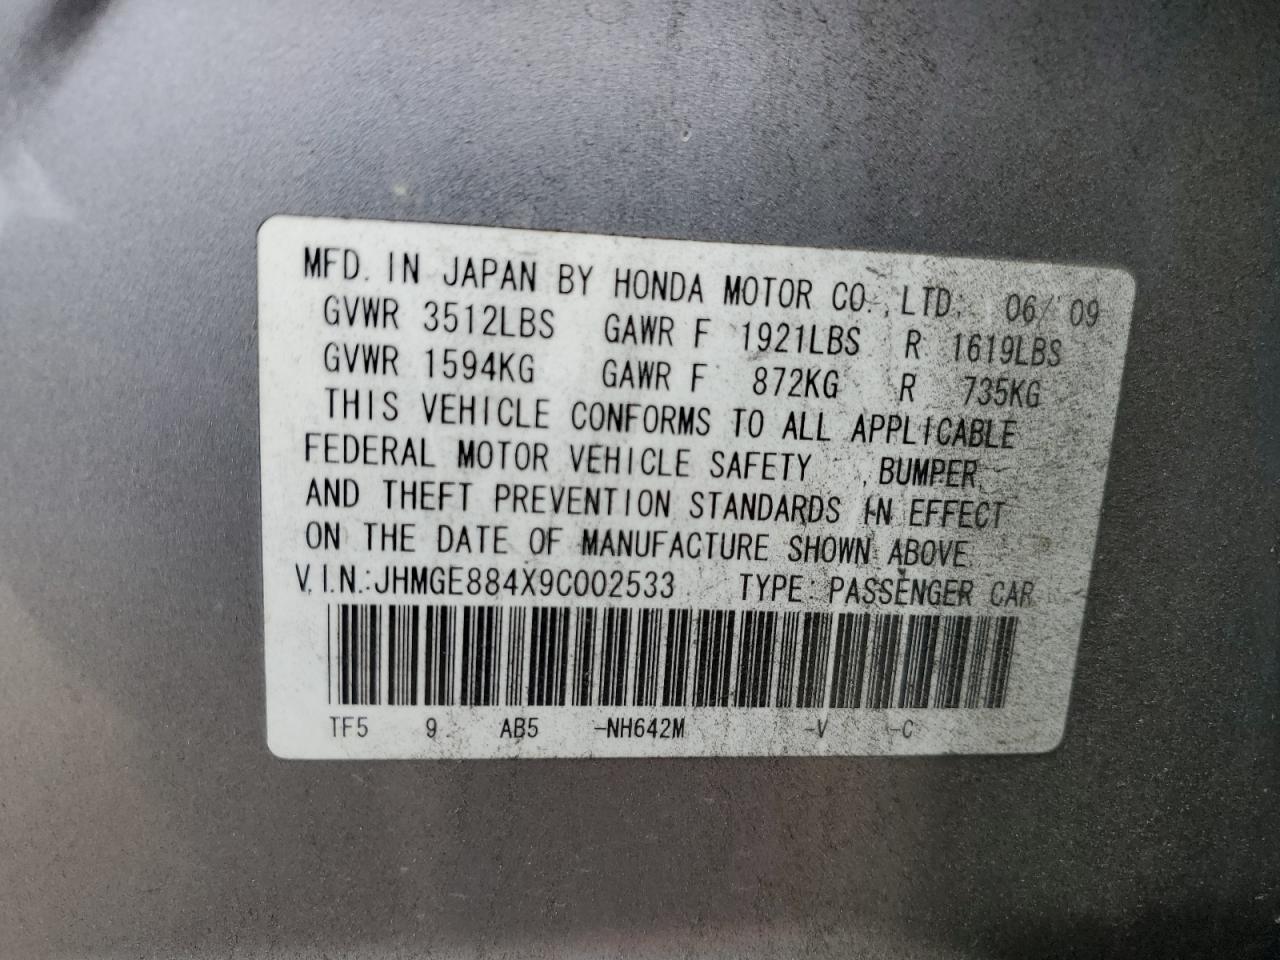 MFD. IN JAPAN BY HONDA MOTOR CO., LTD. 06/ 09
GVWR 3512LBS GAWR F 1921LBS R 1619LBS
GVWR 1594KG GAWR F 872KG R 735KG
THIS VEHICLE CONFORMS TO ALL APPLICABLE
FEDERAL MOTOR VEHICLE SAFETY , BUMPER,
AND THEFT PREVENTION STANDARDS IN EFFECT
ON THE DATE OF MANUFACTURE SHOWN ABOVE.
V.I.N.:JHMGE884X9C002533 TYPE: PASSENGER CAR
TF5 9 AB5 -NH642M -V -C